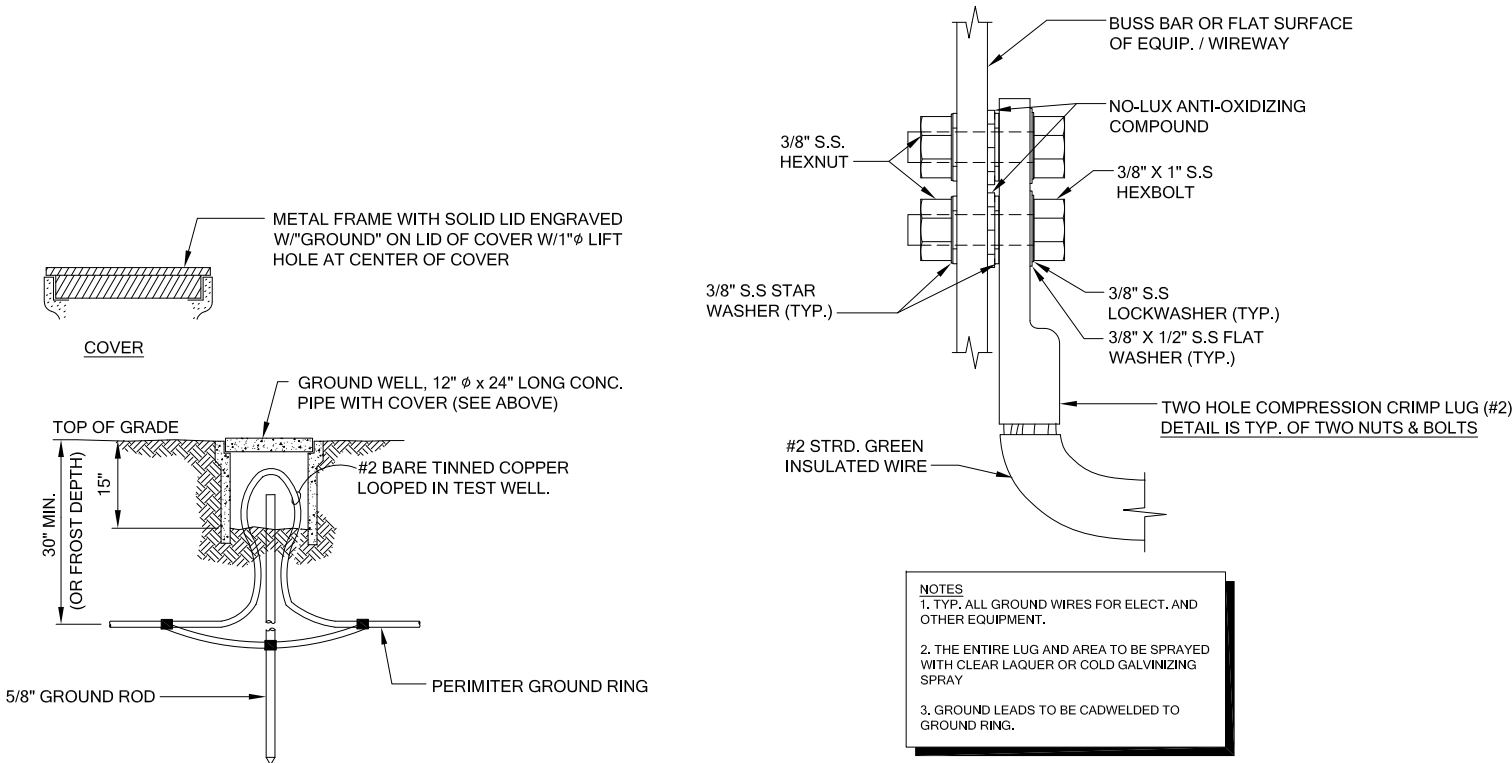 METAL FRAME WITH SOLID LID ENGRAVED
W/"GROUND" ON LID OF COVER W/1"ϕ LIFT
HOLE AT CENTER OF COVER
COVER
GROUND WELL, 12" ϕ x 24" LONG CONC.
PIPE WITH COVER (SEE ABOVE)
TOP OF GRADE
#2 BARE TINNED COPPER
LOOPED IN TEST WELL.
15"
30" MIN.
(OR FROST DEPTH)
5/8" GROUND ROD
PERIMITER GROUND RING
BUSS BAR OR FLAT SURFACE
OF EQUIP. / WIREWAY
NO-LUX ANTI-OXIDIZING
COMPOUND
3/8" S.S.
HEXNUT
3/8" X 1" S.S
HEXBOLT
3/8" S.S STAR
WASHER (TYP.)
3/8" S.S
LOCKWASHER (TYP.)
3/8" X 1/2" S.S FLAT
WASHER (TYP.)
TWO HOLE COMPRESSION CRIMP LUG (#2)
DETAIL IS TYP. OF TWO NUTS & BOLTS
#2 STRD. GREEN
INSULATED WIRE
NOTES
1. TYP. ALL GROUND WIRES FOR ELECT. AND
OTHER EQUIPMENT.
2. THE ENTIRE LUG AND AREA TO BE SPRAYED
WITH CLEAR LAQUER OR COLD GALVINIZING
SPRAY
3. GROUND LEADS TO BE CADWELDED TO
GROUND RING.